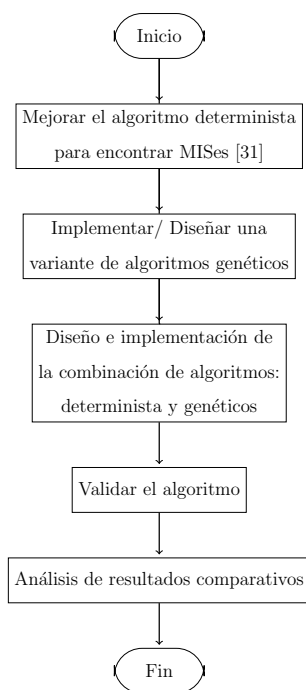 Inicio
Mejorar el algoritmo determinista
para encontrar MISes [31]
Implementar/ Diseñar una
variante de algoritmos genéticos
Diseño e implementación de
la combinación de algoritmos:
determinista y genéticos
Validar el algoritmo
Análisis de resultados comparativos
Fin